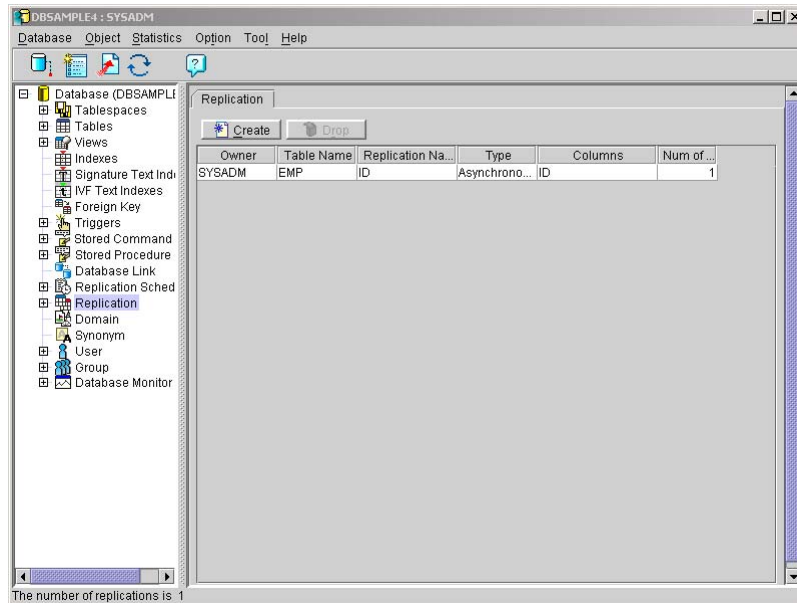 DBSAMPLE4 : SYSADM
Database Object Statistics Option Tool Help
Database (DBSAMPLE
Tablespaces
Tables
Views
Indexes
Signature Text Ind
IVF Text Indexes
Foreign Key
Triggers
Stored Command
Stored Procedure
Database Link
Replication Sched
Replication
Domain
Synonym
User
Group
Database Monitor
Replication
Create Drop
Owner Table Name Replication Na... Type Columns Num of ...
SYSADM EMP ID Asynchrono... ID 1
The number of replications is 1